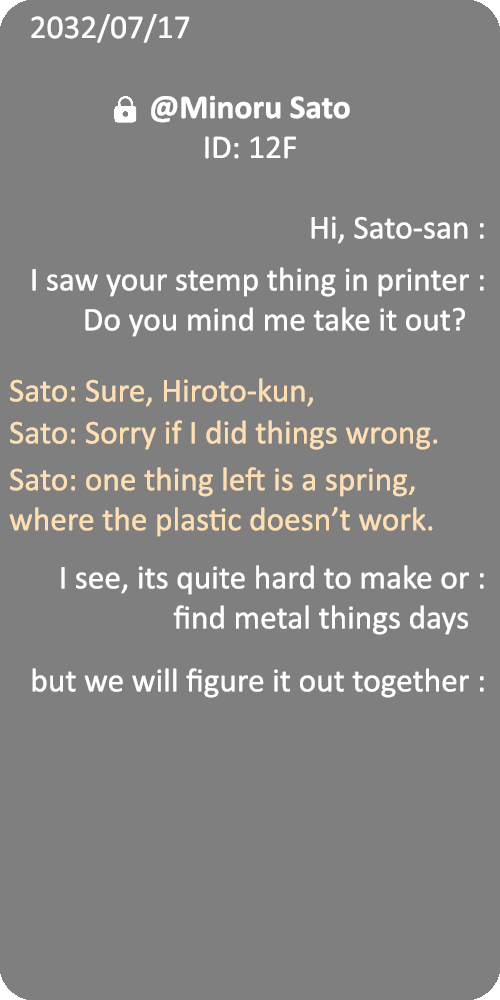 2032/07/17
@Minoru Sato
ID: 12F
Hi, Sato-san :
I saw your stemp thing in printer :
Do you mind me take it out?
Sato: Sure, Hiroto-kun,
Sato: Sorry if I did things wrong.
Sato: one thing left is a spring,
where the plastic doesn’t work.
I see, its quite hard to make or :
find metal things days
but we will figure it out together :